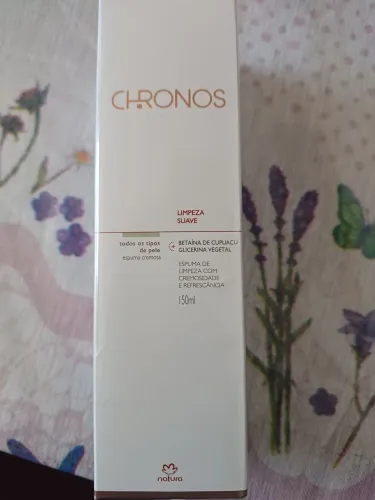 CHRONOS
LIMPEZA
SUAVE
todos os tipos
de pele
espuma cremosa
BETAÍNA DE CUPUAÇU
GLICERINA VEGETAL
ESPUMA DE
LIMPEZA COM
CREMOSIDADE
E REFRESCÂNCIA
150ml
natura